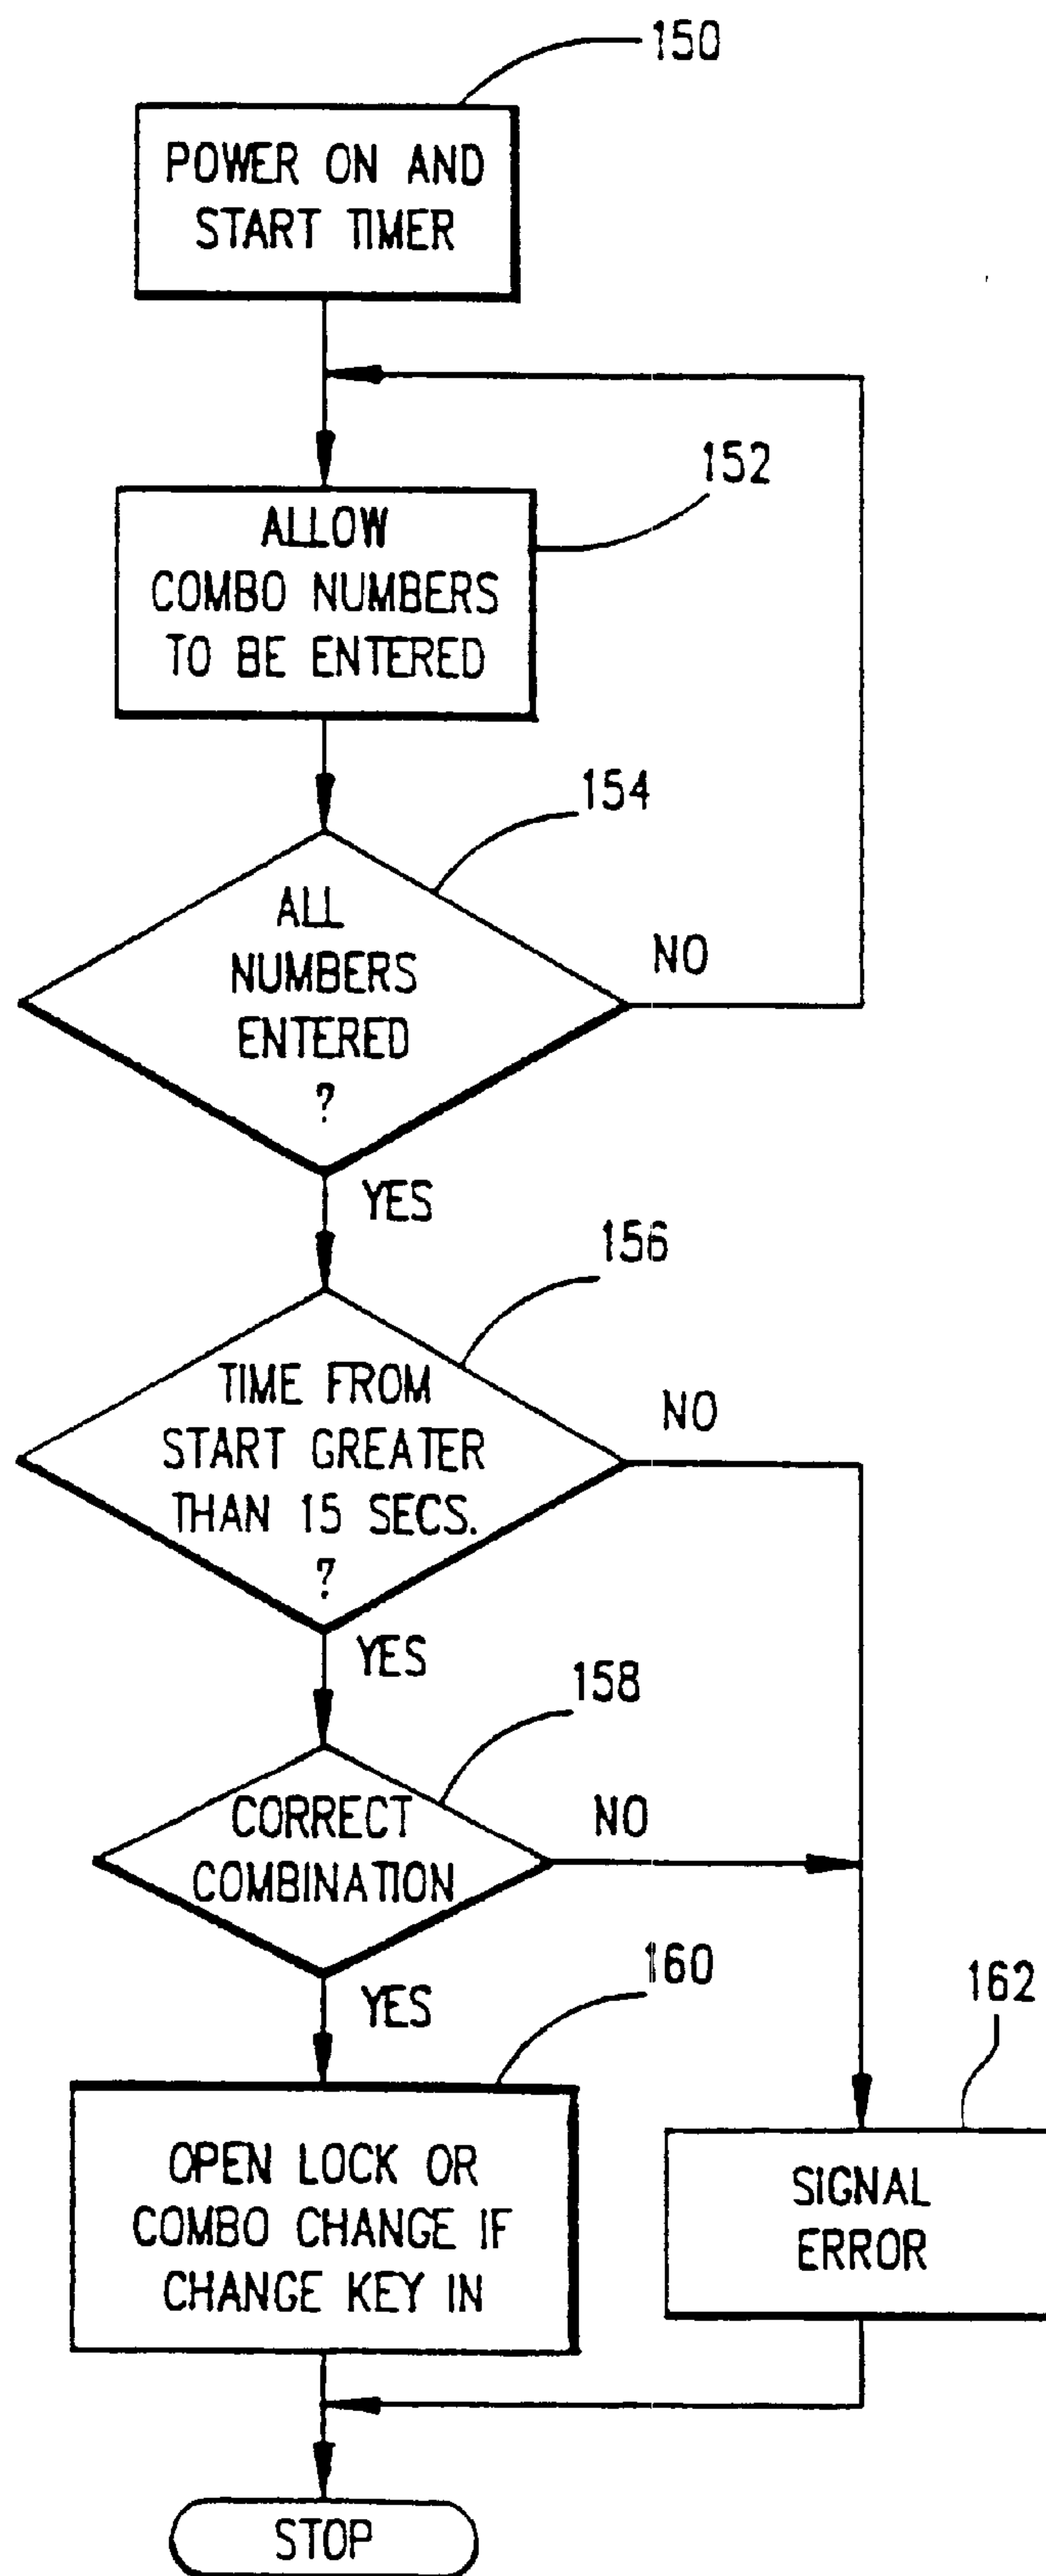 150
POWER ON AND
START TIMER
152
ALLOW
COMBO NUMBERS
TO BE ENTERED
154
ALL
NUMBERS
ENTERED
?
NO
YES
156
TIME FROM
START GREATER
THAN 15 SECS.
?
NO
YES
158
CORRECT
COMBINATION
NO
YES
160
OPEN LOCK OR
COMBO CHANGE IF
CHANGE KEY IN
162
SIGNAL
ERROR
STOP